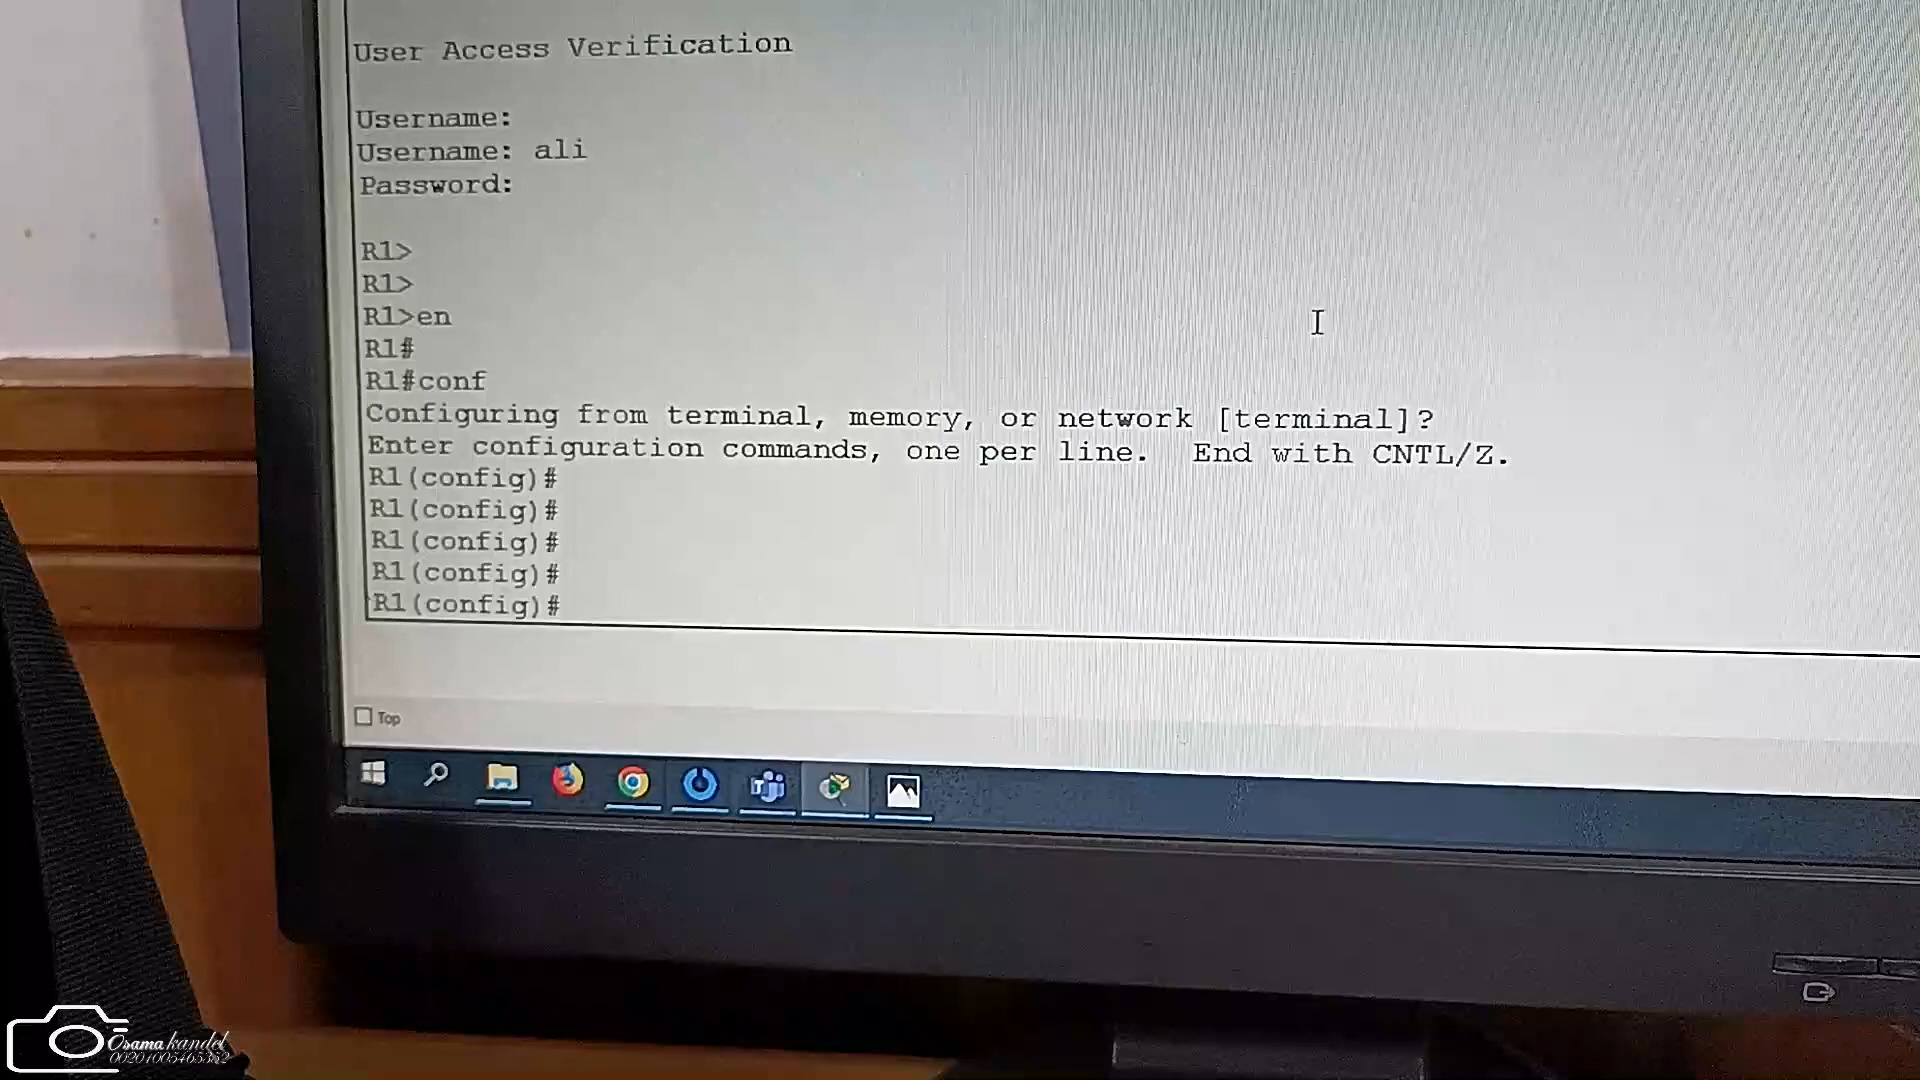 User Access Verification
Username:
Username: ali
Password:
R1>
R1>
R1>en
R1#
R1#conf
Configuring from terminal, memory, or network [terminal]?
Enter configuration commands, one per line.  End with CNTL/Z.
R1(config)#
R1(config)#
R1(config)#
R1(config)#
R1(config)#
Top
Osama kandel
00201005465352